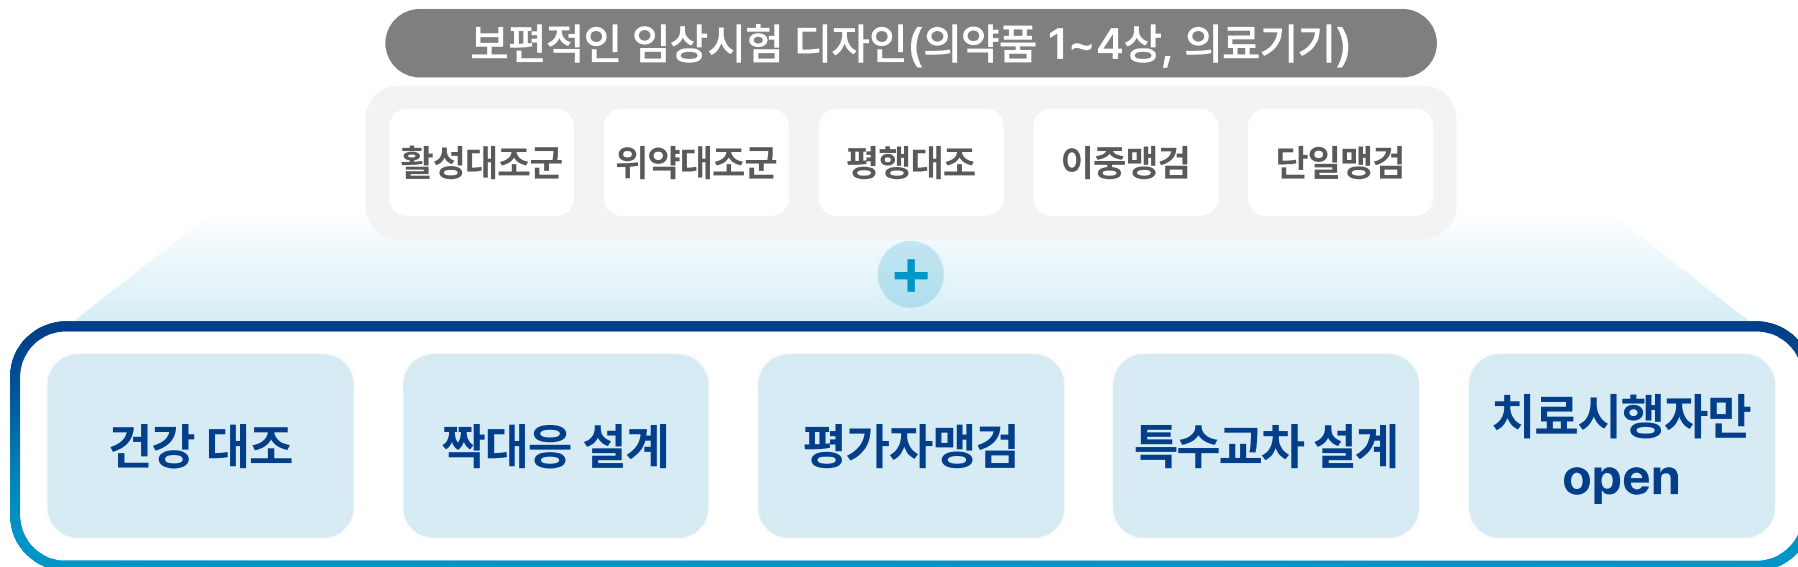 보편적인 임상시험 디자인(의약품 1~4상, 의료기기)
활성대조군 위약대조군 평행대조 이중맹검 단일맹검
+
건강 대조 짝대응 설계 평가자맹검 특수교차 설계 치료시행자만
open